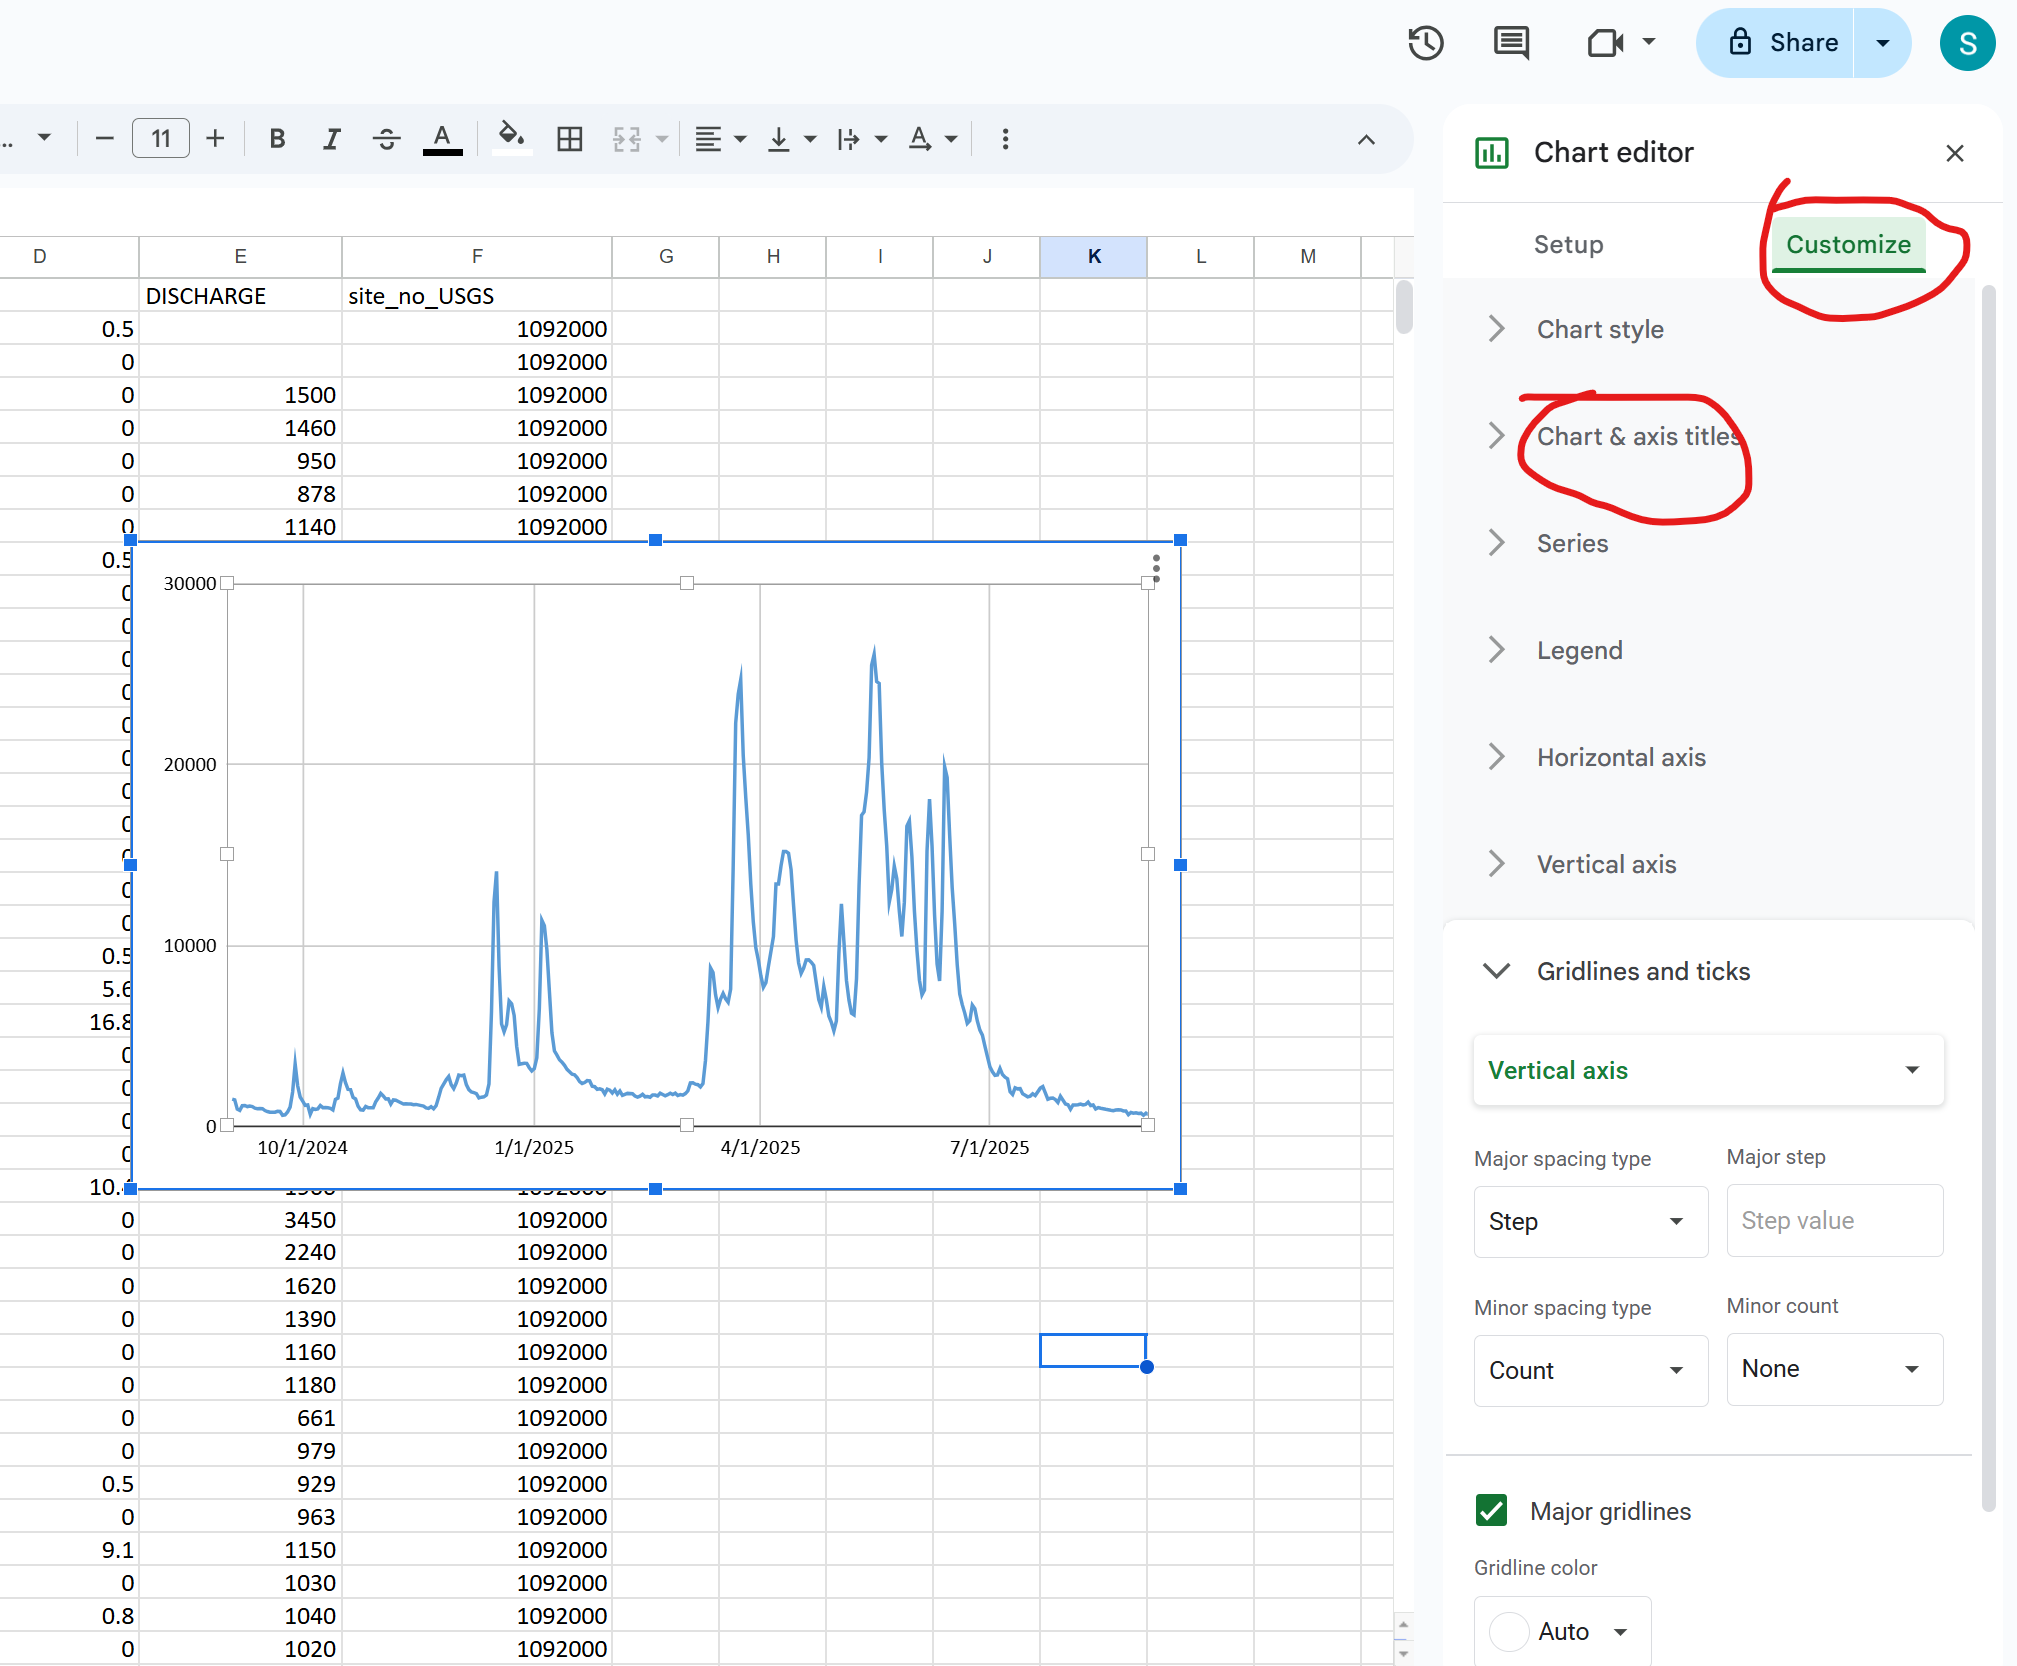 Share
S
11
Chart editor
Setup
Customize
D E F G H I J K L M
DISCHARGE site_no_USGS
0.5 1092000
0 1092000
0 1500 1092000
0 1460 1092000
0 950 1092000
0 878 1092000
0 1140 1092000
0.5
0
0
0
0
0
0
0
0
0
0
0
0.5
5.6
16.8
0
0
0
0
10.
30000
20000
10000
0
10/1/2024 1/1/2025 4/1/2025 7/1/2025
0 3450 1092000
0 2240 1092000
0 1620 1092000
0 1390 1092000
0 1160 1092000
0 1180 1092000
0 661 1092000
0 979 1092000
0.5 929 1092000
0 963 1092000
9.1 1150 1092000
0 1030 1092000
0.8 1040 1092000
0 1020 1092000
Chart style
Chart & axis titles
Series
Legend
Horizontal axis
Vertical axis
Gridlines and ticks
Vertical axis
Major spacing type Major step
Step Step value
Minor spacing type Minor count
Count None
Major gridlines
Gridline color
Auto